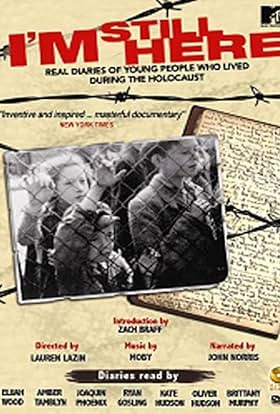 MTV
I'M STILL HERE
REAL DIARIES OF YOUNG PEOPLE WHO LIVED
DURING THE HOLOCAUST
"Inventive and inspired ... masterful documentary"
NEW YORK TIMES
Introduction by
ZACH BRAFF
Directed by
LAUREN LAZIN
Music by
MOBY
Narrated by
JOHN NORRIS
Diaries read by
ELIJAH WOOD
AMBER TAMBLYN
JOAQUIN PHOENIX
RYAN GOSLING
KATE HUDSON
OLIVER HUDSON
BRITTANY MURPHY